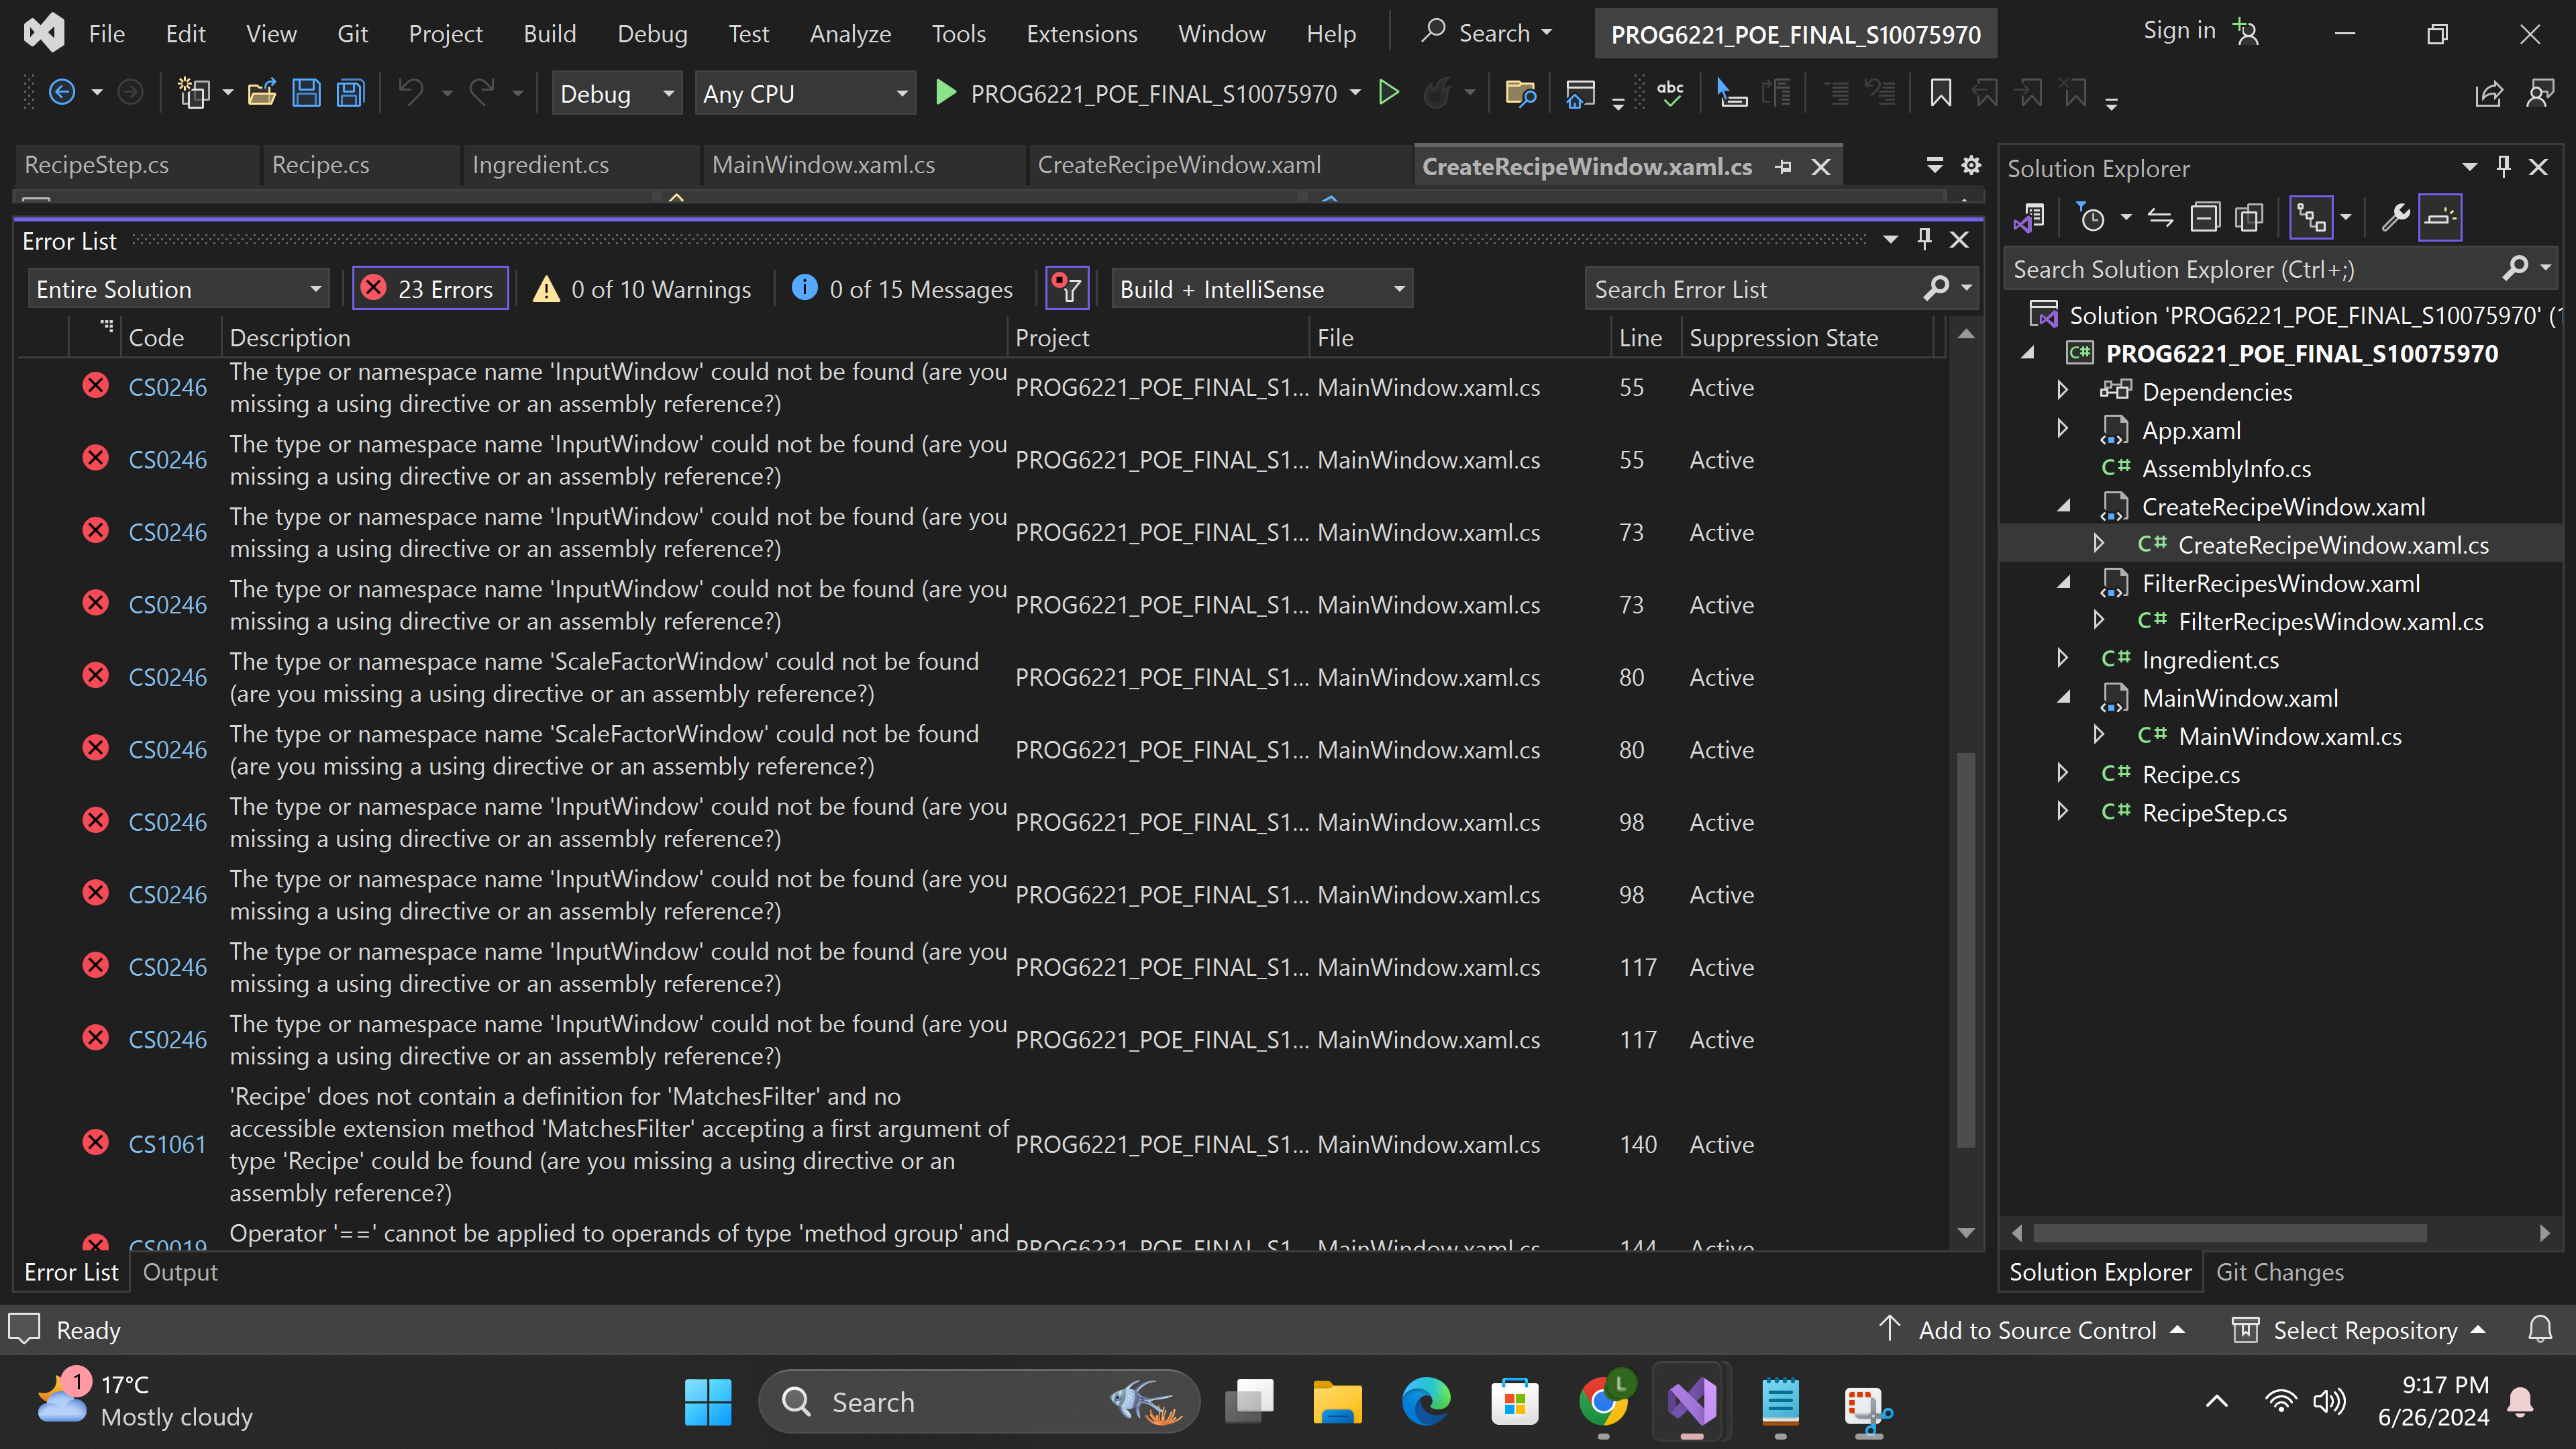 File Edit View Git Project Build Debug Test Analyze Tools Extensions Window Help Search PROG6221_POE_FINAL_S10075970 Sign in
Debug Any CPU PROG6221_POE_FINAL_S10075970
RecipeStep.cs Recipe.cs Ingredient.cs MainWindow.xaml.cs CreateRecipeWindow.xaml CreateRecipeWindow.xaml.cs
Error List
Entire Solution 23 Errors 0 of 10 Warnings 0 of 15 Messages Build + IntelliSense Search Error List
Code Description Project File Line Suppression State
CS0246 The type or namespace name 'InputWindow' could not be found (are you
missing a using directive or an assembly reference?) PROG6221_POE_FINAL_S1... MainWindow.xaml.cs 55 Active
CS0246 The type or namespace name 'InputWindow' could not be found (are you
missing a using directive or an assembly reference?) PROG6221_POE_FINAL_S1... MainWindow.xaml.cs 55 Active
CS0246 The type or namespace name 'InputWindow' could not be found (are you
missing a using directive or an assembly reference?) PROG6221_POE_FINAL_S1... MainWindow.xaml.cs 73 Active
CS0246 The type or namespace name 'InputWindow' could not be found (are you
missing a using directive or an assembly reference?) PROG6221_POE_FINAL_S1... MainWindow.xaml.cs 73 Active
CS0246 The type or namespace name 'ScaleFactorWindow' could not be found
(are you missing a using directive or an assembly reference?) PROG6221_POE_FINAL_S1... MainWindow.xaml.cs 80 Active
CS0246 The type or namespace name 'ScaleFactorWindow' could not be found
(are you missing a using directive or an assembly reference?) PROG6221_POE_FINAL_S1... MainWindow.xaml.cs 80 Active
CS0246 The type or namespace name 'InputWindow' could not be found (are you
missing a using directive or an assembly reference?) PROG6221_POE_FINAL_S1... MainWindow.xaml.cs 98 Active
CS0246 The type or namespace name 'InputWindow' could not be found (are you
missing a using directive or an assembly reference?) PROG6221_POE_FINAL_S1... MainWindow.xaml.cs 98 Active
CS0246 The type or namespace name 'InputWindow' could not be found (are you
missing a using directive or an assembly reference?) PROG6221_POE_FINAL_S1... MainWindow.xaml.cs 117 Active
CS0246 The type or namespace name 'InputWindow' could not be found (are you
missing a using directive or an assembly reference?) PROG6221_POE_FINAL_S1... MainWindow.xaml.cs 117 Active
'Recipe' does not contain a definition for 'MatchesFilter' and no
accessible extension method 'MatchesFilter' accepting a first argument of
CS1061 type 'Recipe' could be found (are you missing a using directive or an PROG6221_POE_FINAL_S1... MainWindow.xaml.cs 140 Active
assembly reference?)
Operator '==' cannot be applied to operands of type 'method group' and
CS0019 PROG6221_POE_FINAL_S1... MainWindow.xaml.cs 144 Active
Error List Output
Solution Explorer
Search Solution Explorer (Ctrl+;)
Solution 'PROG6221_POE_FINAL_S10075970' (1
PROG6221_POE_FINAL_S10075970
Dependencies
App.xaml
C# AssemblyInfo.cs
CreateRecipeWindow.xaml
C# CreateRecipeWindow.xaml.cs
FilterRecipesWindow.xaml
C# FilterRecipesWindow.xaml.cs
C# Ingredient.cs
MainWindow.xaml
C# MainWindow.xaml.cs
C# Recipe.cs
C# RecipeStep.cs
Solution Explorer Git Changes
Ready Add to Source Control Select Repository
1 17°C
Mostly cloudy
Search
L
9:17 PM
6/26/2024